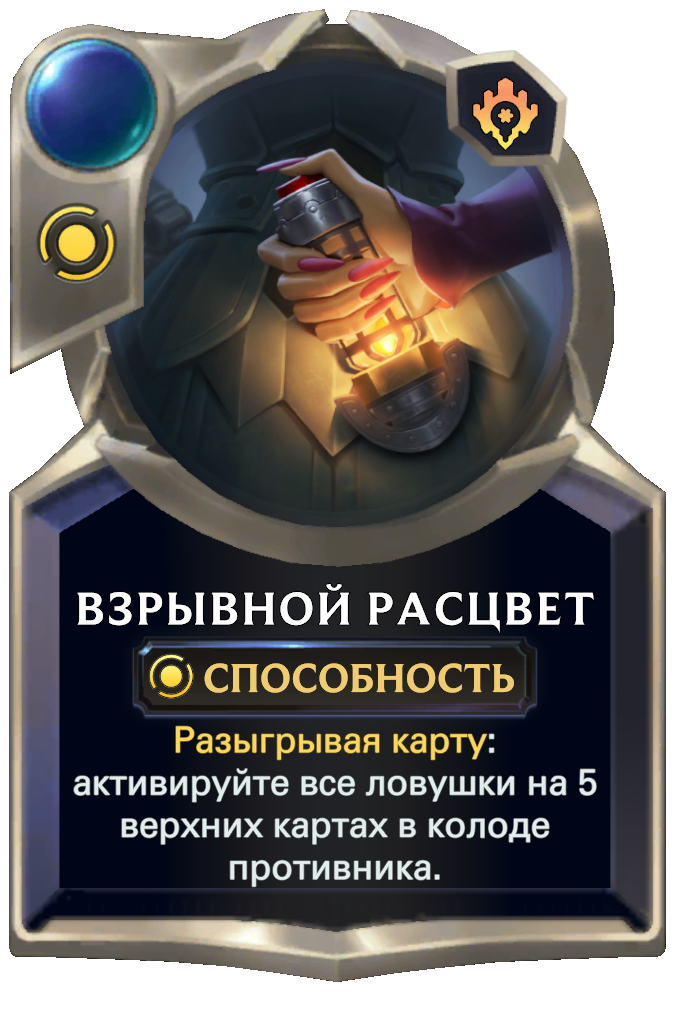 ВЗРЫВНОЙ РАСЦВЕТ
СПОСОБНОСТЬ
Разыгрывая карту:
активируйте все ловушки на 5
верхних картах в колоде
противника.